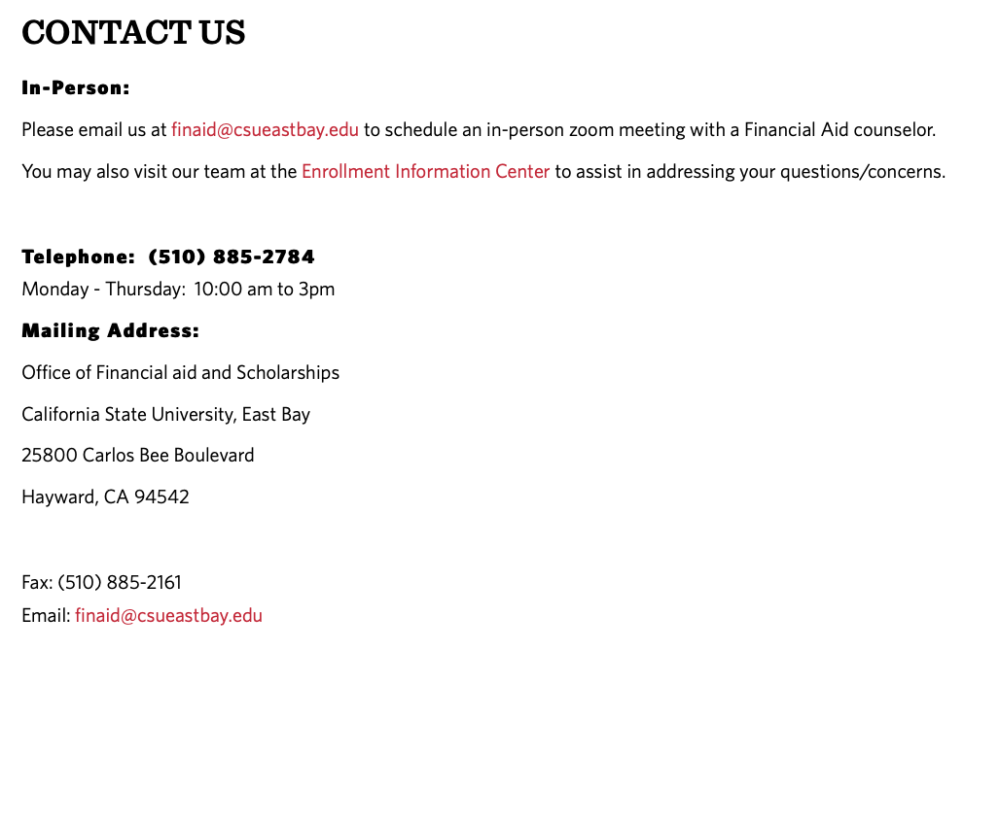 CONTACT US
In-Person:
Please email us at finaid@csueastbay.edu to schedule an in-person zoom meeting with a Financial Aid counselor.
You may also visit our team at the Enrollment Information Center to assist in addressing your questions/concerns.
Telephone:  (510) 885-2784
Monday - Thursday:  10:00 am to 3pm
Mailing Address:
Office of Financial aid and Scholarships
California State University, East Bay
25800 Carlos Bee Boulevard
Hayward, CA 94542
Fax: (510) 885-2161
Email: finaid@csueastbay.edu